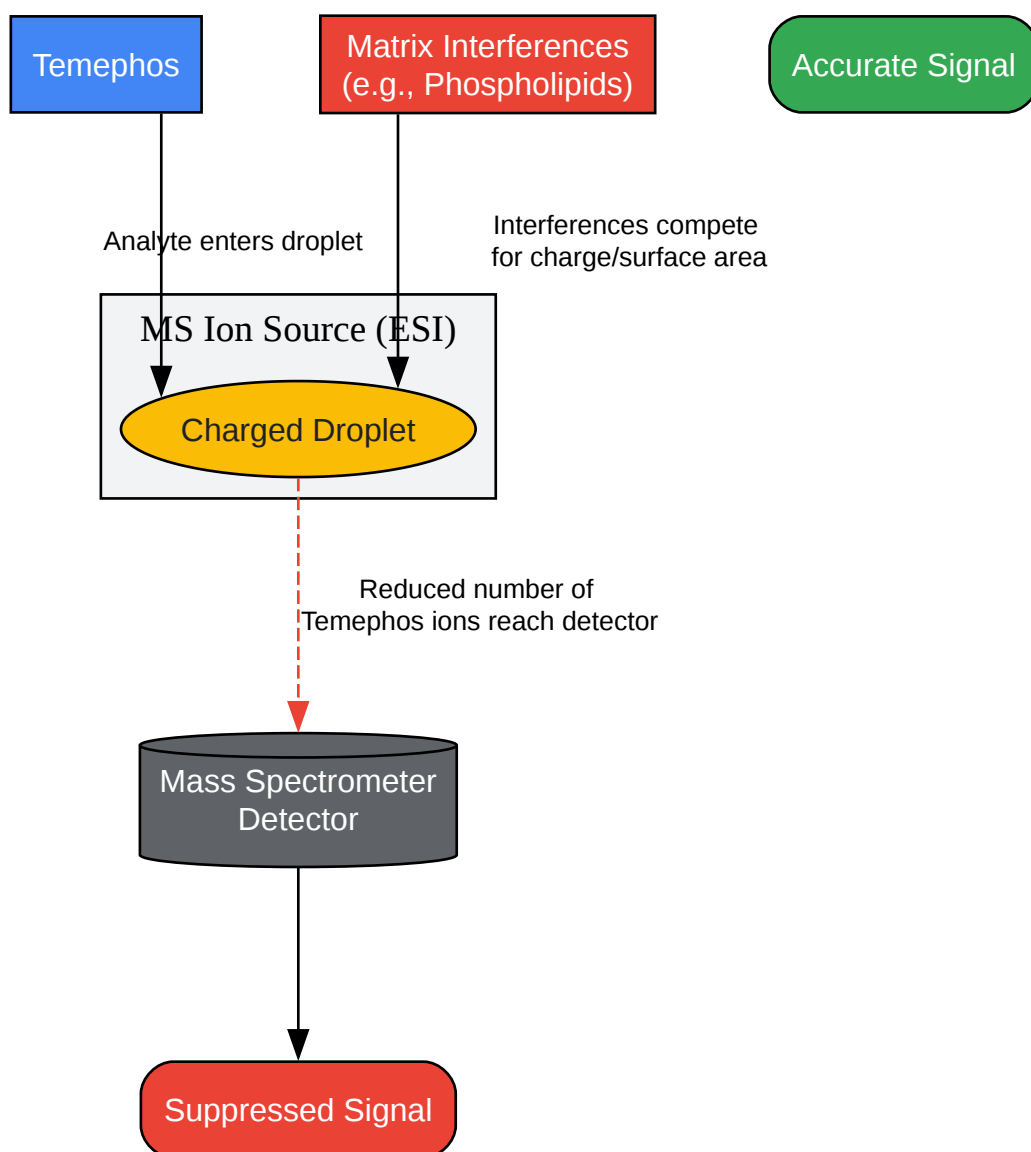 Temephos
Matrix Interferences
(e.g., Phospholipids)
Accurate Signal
Analyte enters droplet
Interferences compete
for charge/surface area
MS Ion Source (ESI)
Charged Droplet
Reduced number of
Temephos ions reach detector
Mass Spectrometer
Detector
Suppressed Signal